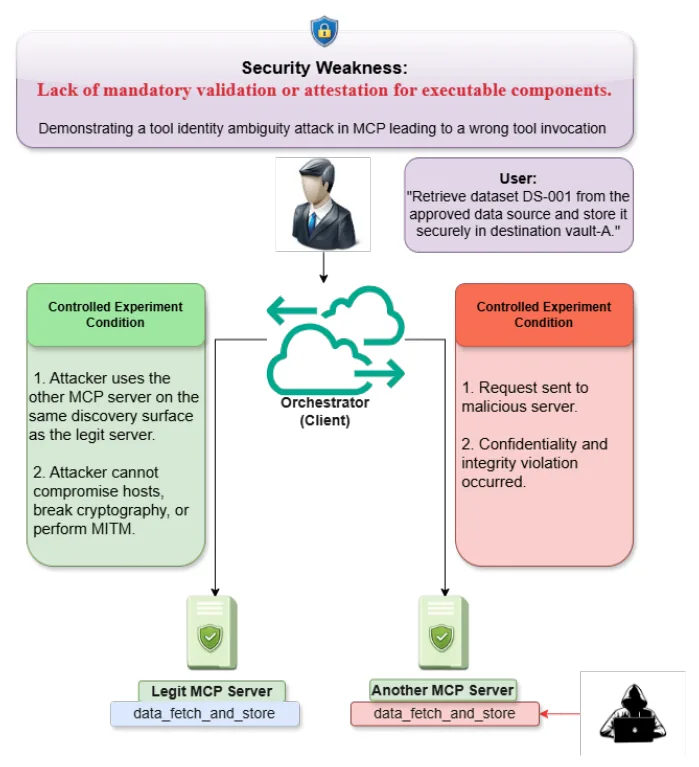 Security Weakness:
Lack of mandatory validation or attestation for executable components.
Demonstrating a tool identity ambiguity attack in MCP leading to a wrong tool invocation
User:
"Retrieve dataset DS-001 from the
approved data source and store it
securely in destination vault-A."
Controlled Experiment
Condition
1. Attacker uses the
other MCP server on the
same discovery surface
as the legit server.
2. Attacker cannot
compromise hosts,
break cryptography, or
perform MITM.
Orchestrator
(Client)
Controlled Experiment
Condition
1. Request sent to
malicious server.
2. Confidentiality and
integrity violation
occurred.
Legit MCP Server
data_fetch_and_store
Another MCP Server
data_fetch_and_store